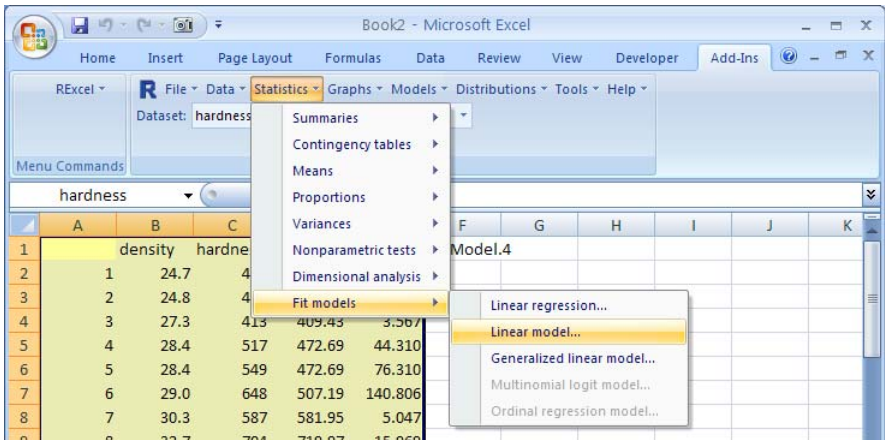 Book2 - Microsoft Excel
Home Insert Page Layout Formulas Data Review View Developer Add-Ins
RExcel R File Data Statistics Graphs Models Distributions Tools Help
Dataset: hardness
Menu Commands
Summaries
Contingency tables
Means
Proportions
Variances
Nonparametric tests
Dimensional analysis
Fit models
Linear regression...
Linear model...
Generalized linear model...
Multinomial logit model...
Ordinal regression model...
hardness
A B C F G H I J K
1 density hardne Model.4
2 1 24.7 4
3 2 24.8 4
4 3 27.3 413 409.43 3.567
5 4 28.4 517 472.69 44.310
6 5 28.4 549 472.69 76.310
7 6 29.0 648 507.19 140.806
8 7 30.3 587 581.95 5.047